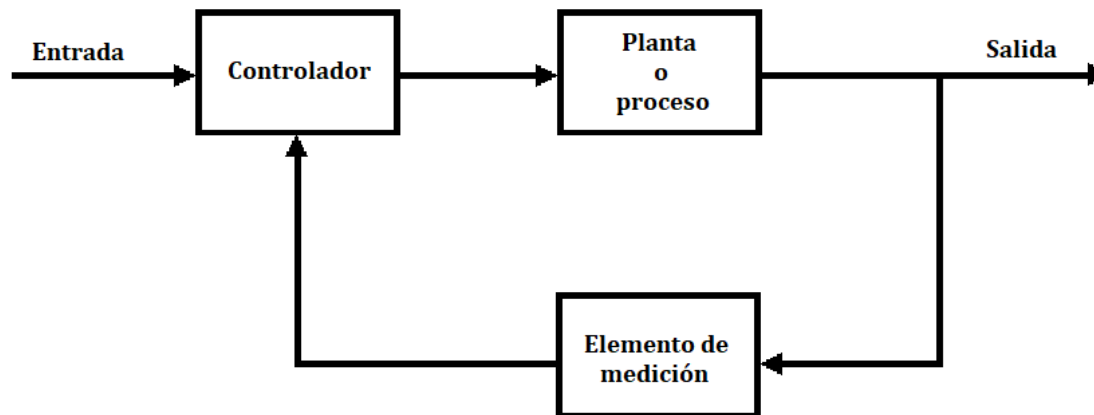 Entrada
Controlador
Planta
o
proceso
Salida
Elemento de
medición